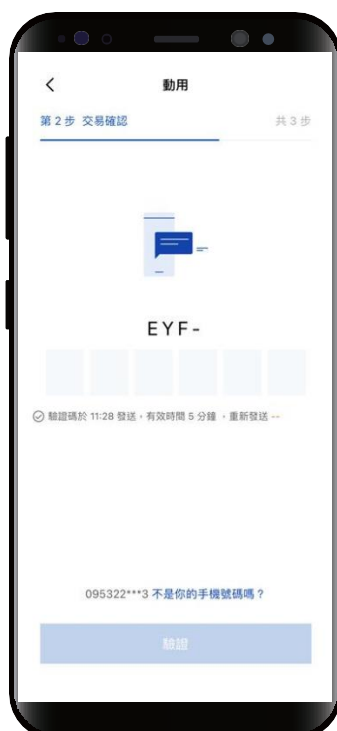 動用
第 2 步 交易確認 共 3 步
EYF-
驗證碼於 11:28 發送，有效時間 5 分鐘 ，重新發送 --
095322***3 不是你的手機號碼嗎？
驗證